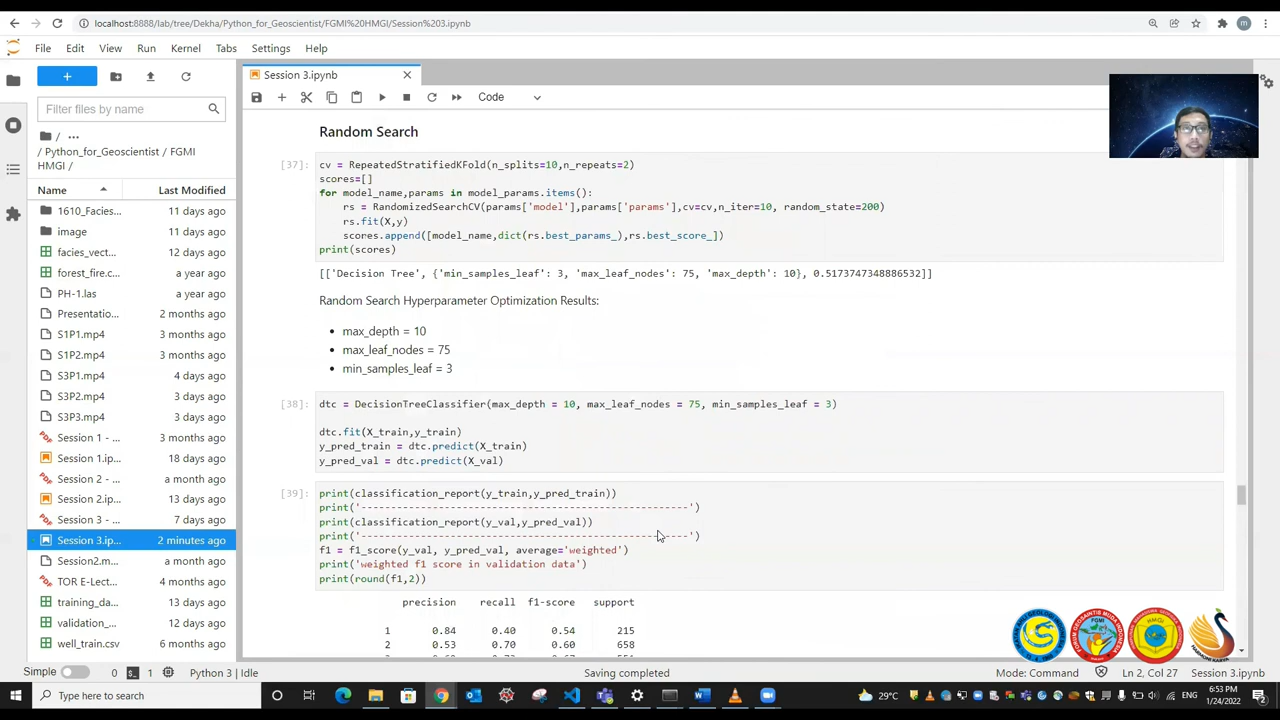 localhost:8888/lab/tree/Dekha/Python_for_Geoscientist/FGMI%20HMGI/Session%203.ipynb
m
File Edit View Run Kernel Tabs Settings Help
Session 3.ipynb
Code
Filter files by name
/ ...
/ Python_for_Geoscientist / FGMI
HMGI /
Name Last Modified
1610_Facies... 11 days ago
image 11 days ago
facies_vect... 12 days ago
forest_fire.c... a year ago
PH-1.las a year ago
Presentatio... 2 months ago
S1P1.mp4 3 months ago
S1P2.mp4 3 months ago
S3P1.mp4 4 days ago
S3P2.mp4 3 days ago
S3P3.mp4 3 days ago
Session 1 -... 3 months ago
Session 1.ip... 18 days ago
Session 2 -... a month ago
Session 2.ip... 13 days ago
Session 3 -... 7 days ago
Session 3.ip... 2 minutes ago
Session2.m... a month ago
TOR E-Lect... 4 months ago
training_da... 13 days ago
validation_... 13 days ago
well_train.csv 6 months ago
Random Search
[37]:
cv = RepeatedStratifiedKFold(n_splits=10,n_repeats=2)
scores=[]
for model_name,params in model_params.items():
rs = RandomizedSearchCV(params['model'],params['params'],cv=cv,n_iter=10, random_state=200)
rs.fit(X,y)
scores.append([model_name,dict(rs.best_params_),rs.best_score_])
print(scores)
[['Decision Tree', {'min_samples_leaf': 3, 'max_leaf_nodes': 75, 'max_depth': 10}, 0.5173747348886532]]
Random Search Hyperparameter Optimization Results:
• max_depth = 10
• max_leaf_nodes = 75
• min_samples_leaf = 3
[38]:
dtc = DecisionTreeClassifier(max_depth = 10, max_leaf_nodes = 75, min_samples_leaf = 3)
dtc.fit(X_train,y_train)
y_pred_train = dtc.predict(X_train)
y_pred_val = dtc.predict(X_val)
[39]:
print(classification_report(y_train,y_pred_train))
print('-----------------------------------------------------')
print(classification_report(y_val,y_pred_val))
print('-----------------------------------------------------')
f1 = f1_score(y_val, y_pred_val, average='weighted')
print('weighted f1 score in validation data')
print(round(f1,2))
precision recall f1-score support
1 0.84 0.40 0.54 215
2 0.53 0.70 0.60 658
Simple 0 1 Python 3 | Idle Saving completed Mode: Command Ln 2, Col 27 Session 3.ipynb
Type here to search 29°C ENG 6:53 PM
1/24/2022